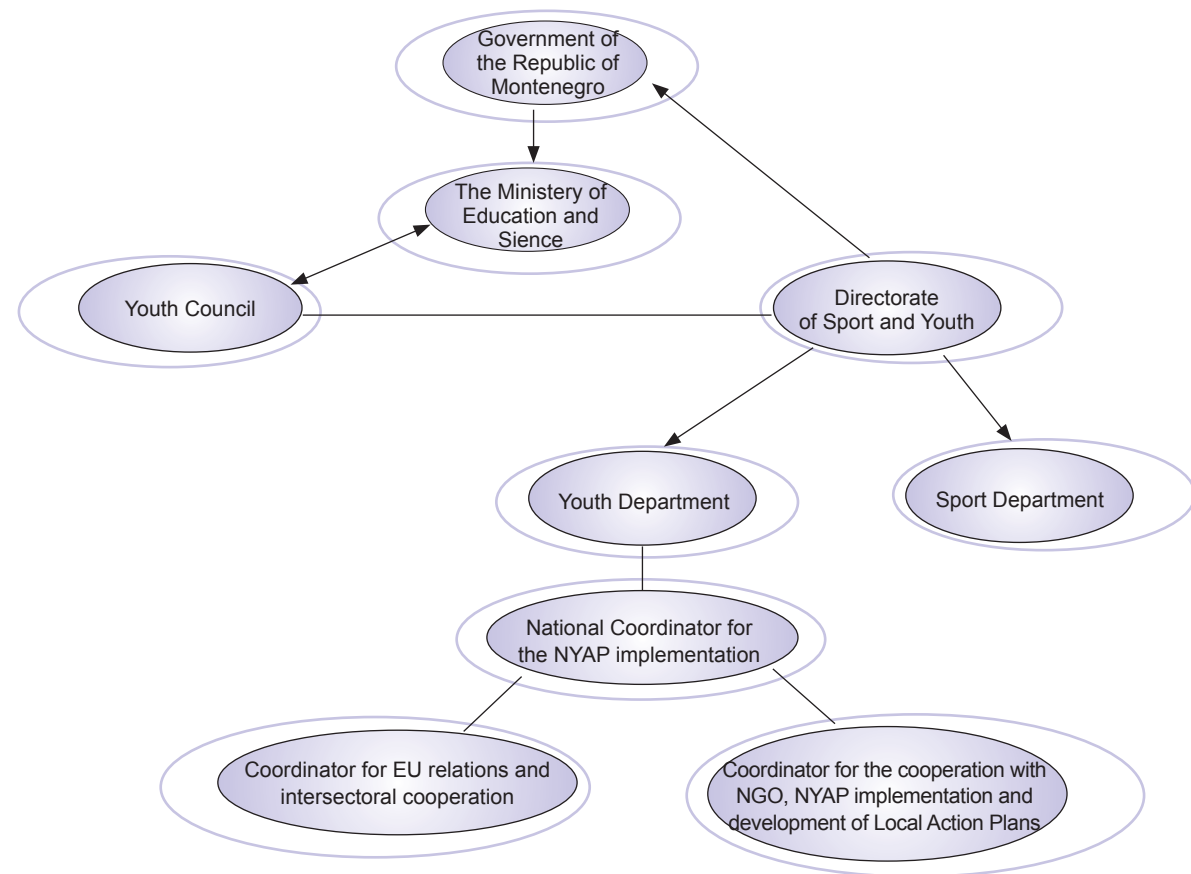 Government of
the Republic of
Montenegro
The Ministery of
Education and
Sience
Youth Council
Directorate
of Sport and Youth
Youth Department
Sport Department
National Coordinator for
the NYAP implementation
Coordinator for EU relations and
intersectoral cooperation
Coordinator for the cooperation with
NGO, NYAP implementation and
development of Local Action Plans